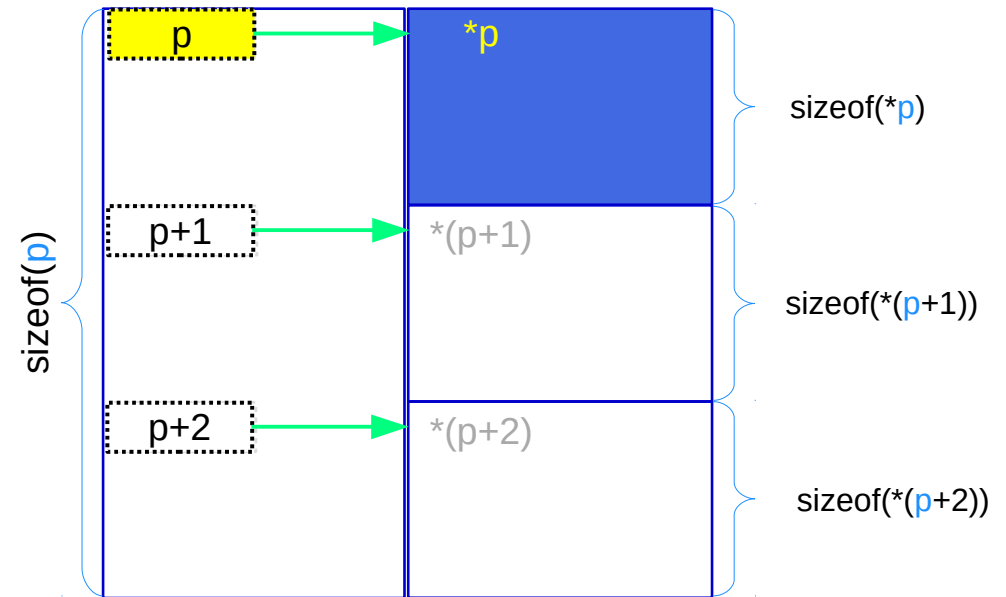 p
*p
sizeof(*p)
sizeof(p)
p+1
*(p+1)
sizeof(*(p+1))
p+2
*(p+2)
sizeof(*(p+2))